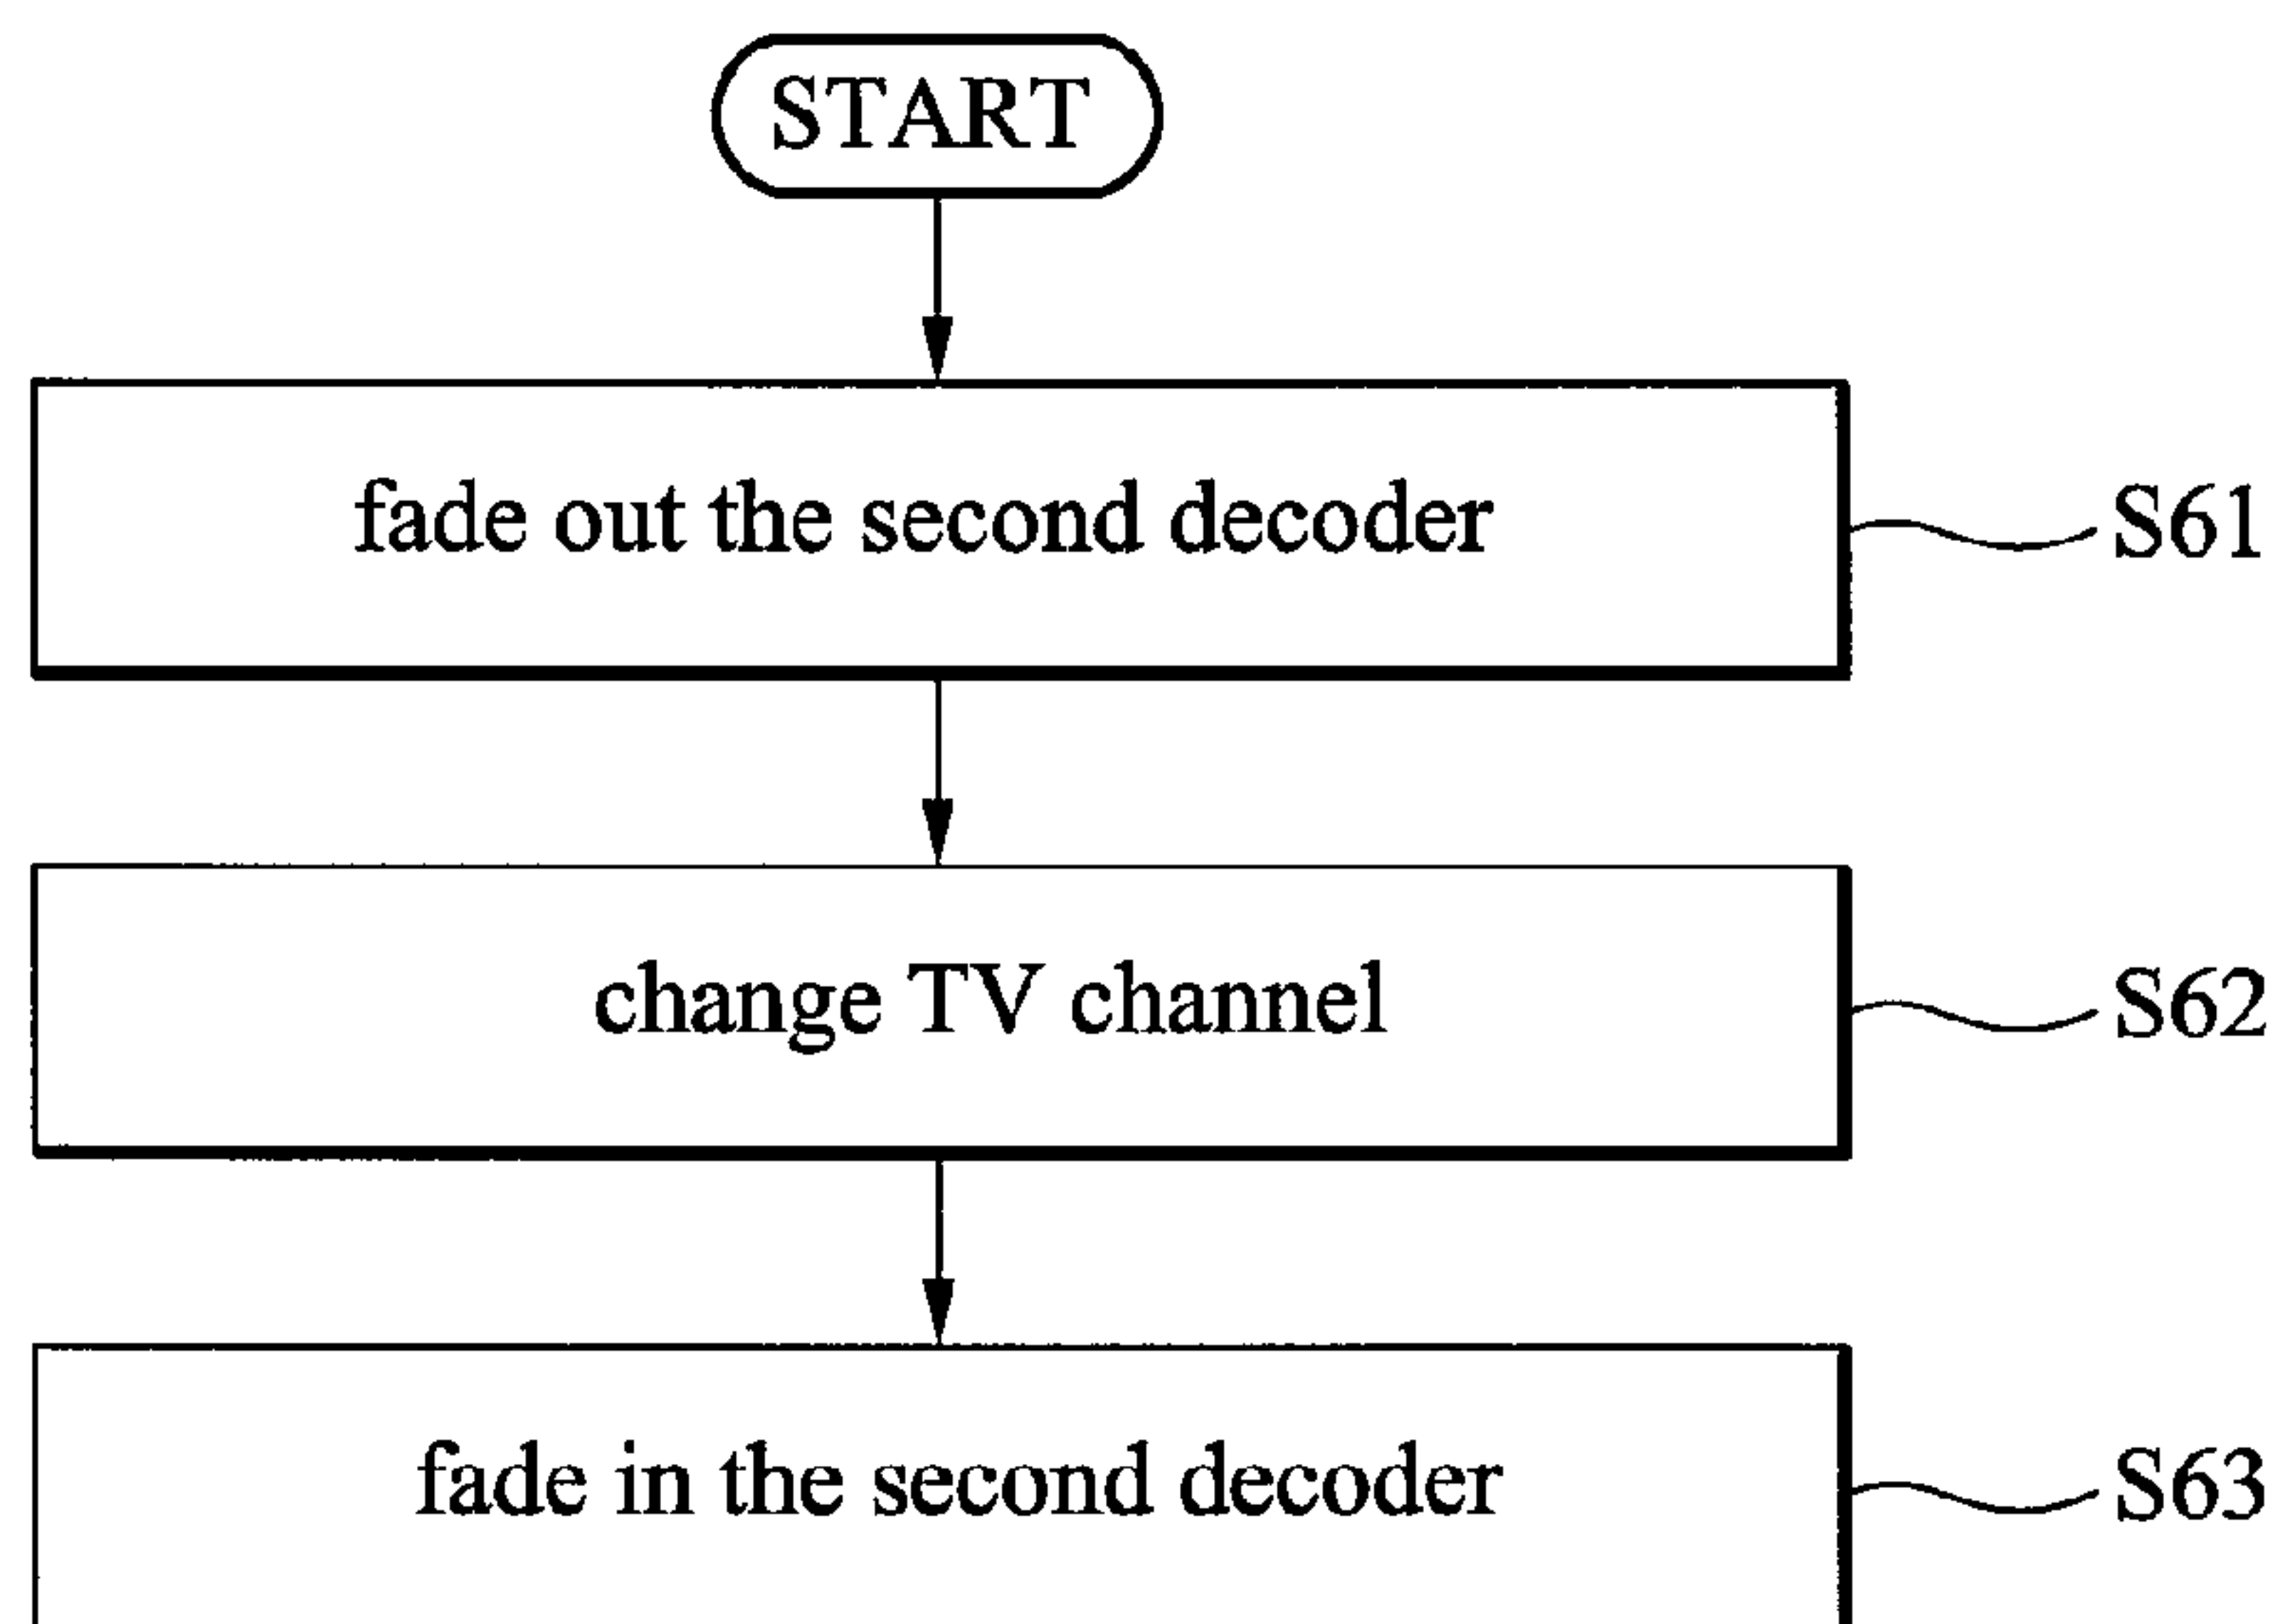 START
fade out the second decoder
S61
change TV channel
S62
fade in the second decoder
S63